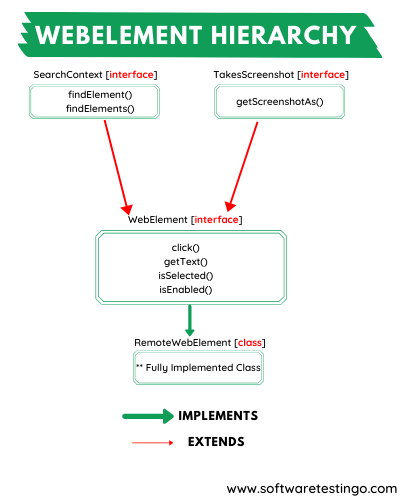 WEBELEMENT HIERARCHY
SearchContext [interface]
TakesScreenshot [interface]
findElement()
findElements()
getScreenshotAs()
WebElement [interface]
click()
getText()
isSelected()
isEnabled()
RemoteWebElement [class]
** Fully Implemented Class
IMPLEMENTS
EXTENDS
www.softwaretestingo.com